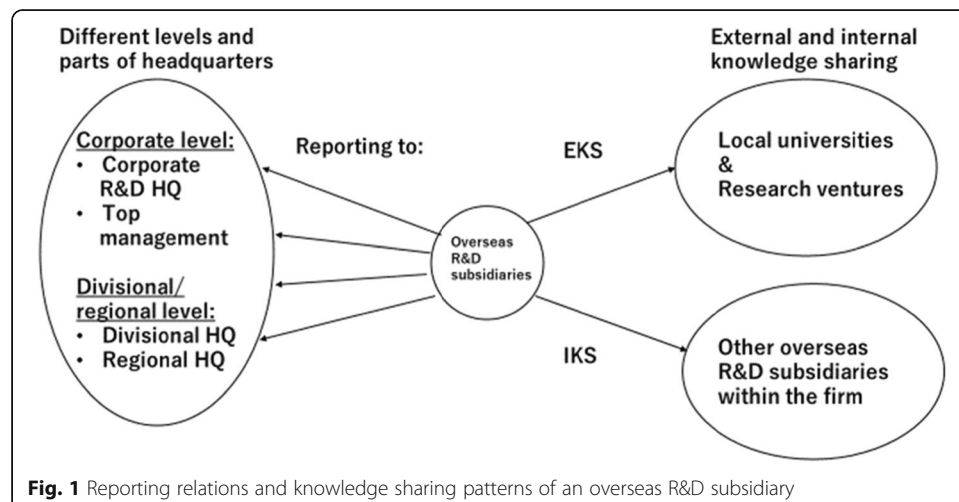 Different levels and
parts of headquarters
Corporate level:
• Corporate
R&D HQ
• Top
management
Divisional/
regional level:
• Divisional HQ
• Regional HQ
Reporting to:
Overseas
R&D
subsidiaries
EKS
IKS
External and internal
knowledge sharing
Local universities
&
Research ventures
Other overseas
R&D subsidiaries
within the firm
Fig. 1 Reporting relations and knowledge sharing patterns of an overseas R&D subsidiary